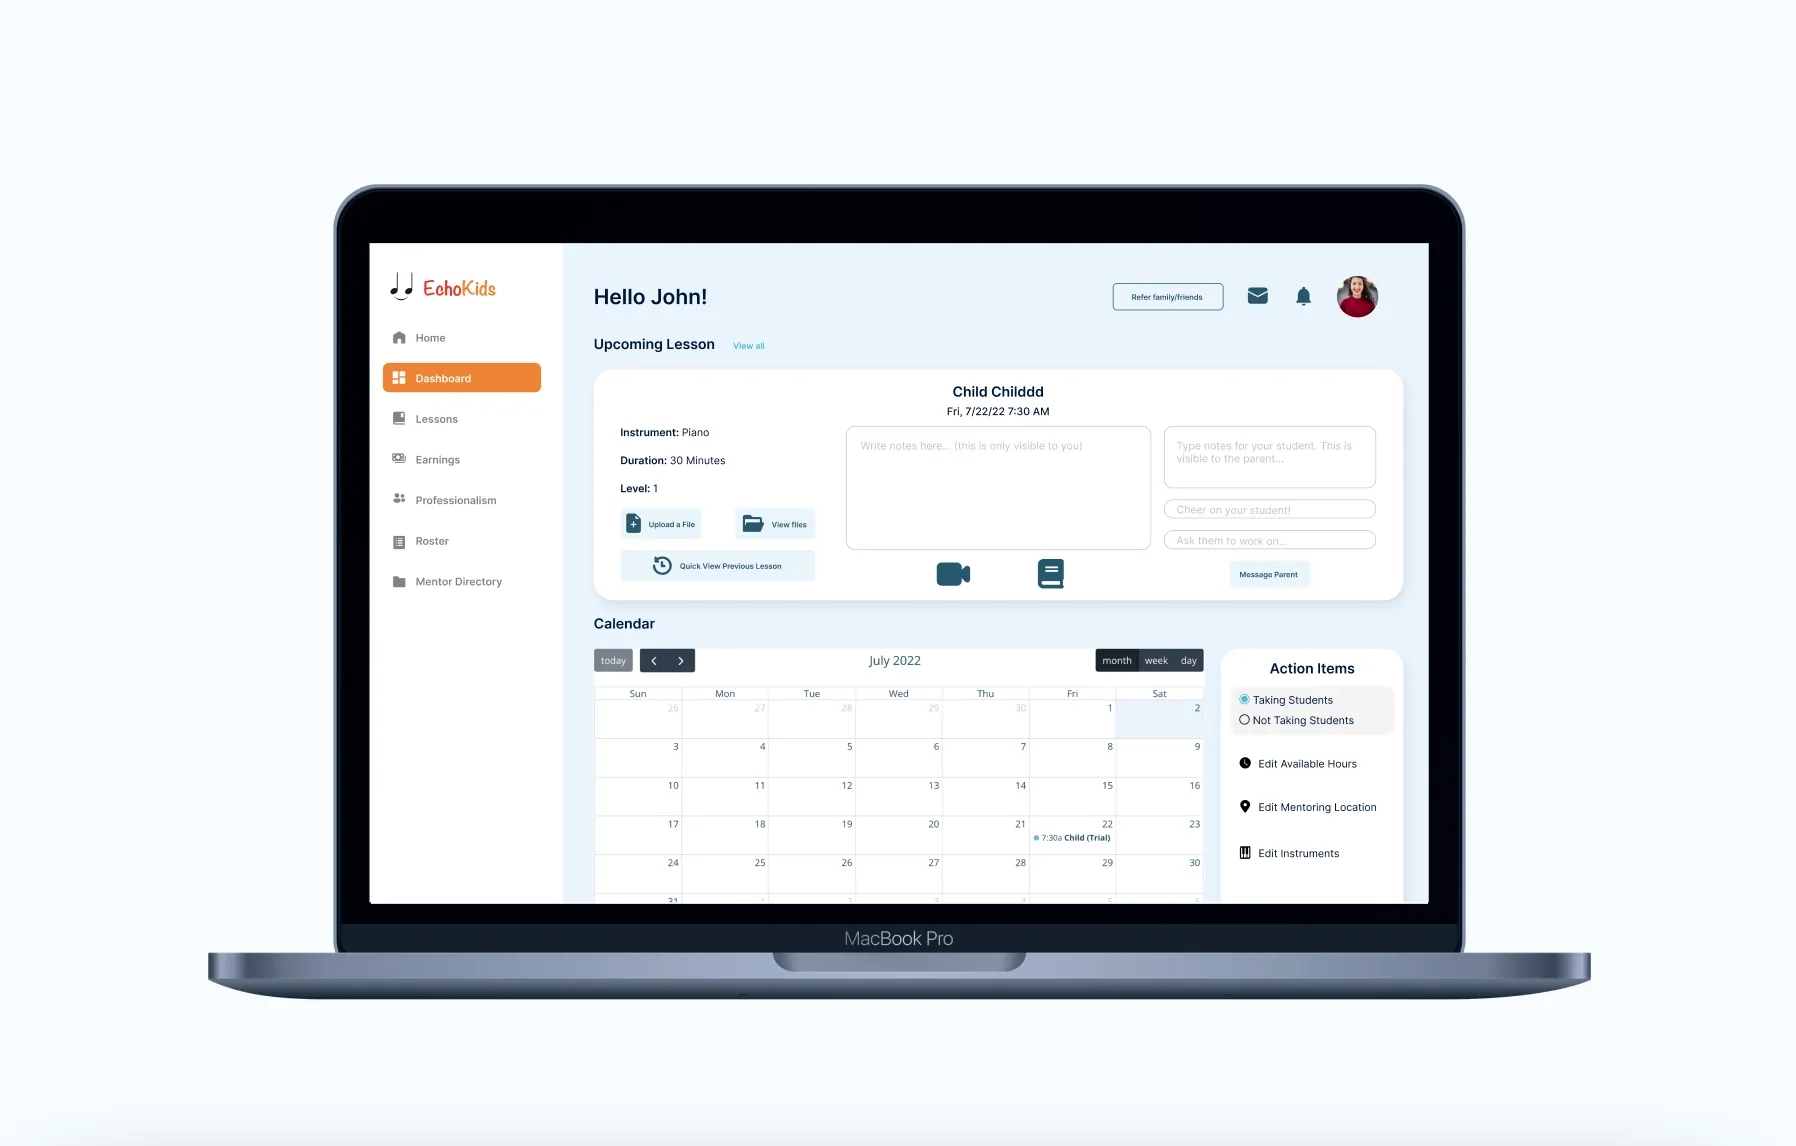 EchoKids
Home
Dashboard
Lessons
Earnings
Professionalism
Roster
Mentor Directory
Hello John!
Refer family/friends
Upcoming Lesson View all
Child Childdd
Fri, 7/22/22 7:30 AM
Instrument: Piano
Duration: 30 Minutes
Level: 1
Upload a File
View files
Quick View Previous Lesson
Write notes here... (this is only visible to you)
Type notes for your student. This is
visible to the parent...
Cheer on your student!
Ask them to work on...
Message Parent
Calendar
today
July 2022
month week day
Sun Mon Tue Wed Thu Fri Sat
26 27 28 29 30 1 2
3 4 5 6 7 8 9
10 11 12 13 14 15 16
17 18 19 20 21 22 23
7:30a Child (Trial)
24 25 26 27 28 29 30
31 1 2 3 4 5 6
Action Items
Taking Students
Not Taking Students
Edit Available Hours
Edit Mentoring Location
Edit Instruments
MacBook Pro